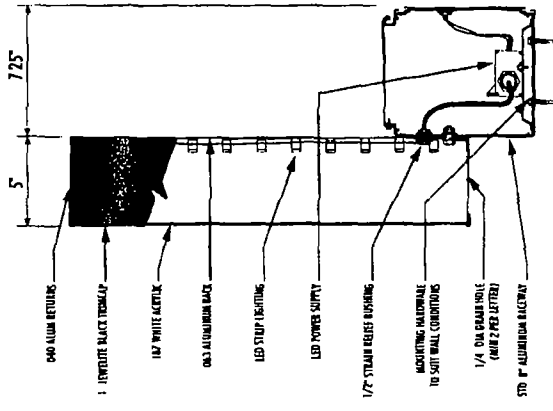 7.25"
5"
.040 ALUM RETURNS
1" JEWELITE BLACK TRIMCAP
.187 WHITE ACRYLIC
.063 ALUMINUM BACK
LED STRIP LIGHTING
LED POWER SUPPLY
1/2" STRAIN RELIEF BUSHING
MOUNTING HARDWARE
TO SUIT WALL CONDITIONS
1/4" DIA DRAIN HOLE
(MIN 2 PER LETTER)
STD 8" ALUMINUM RACEWAY